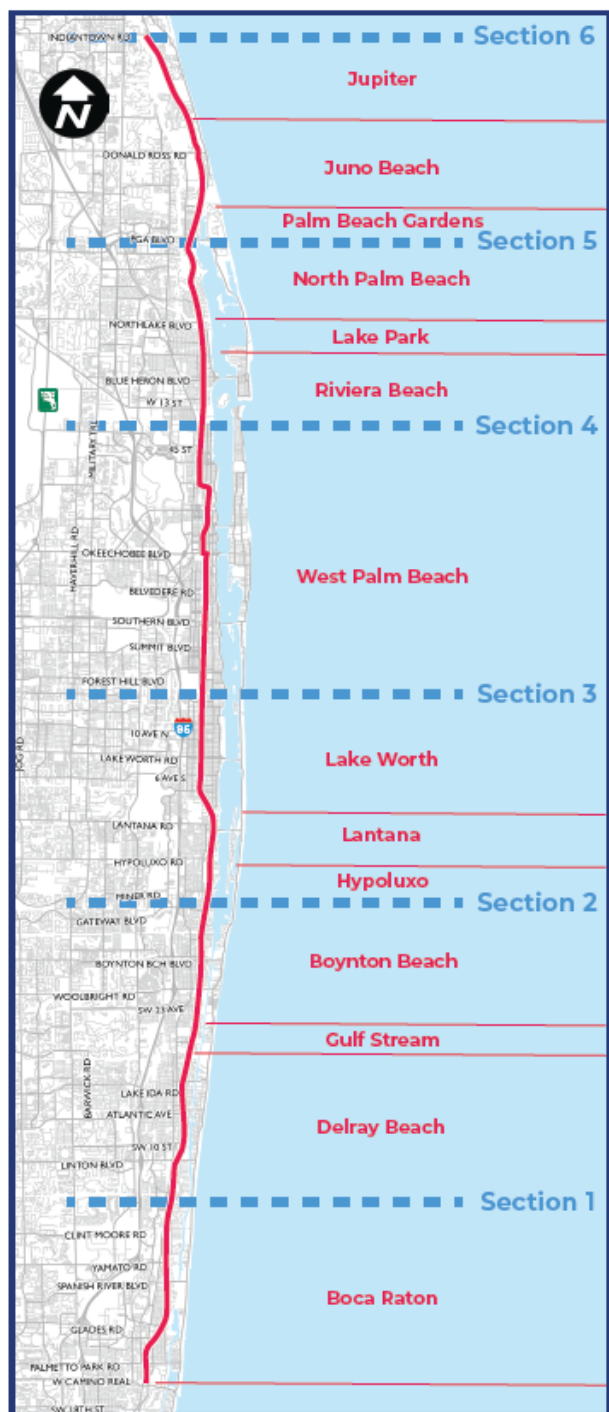 INDIANTOWN RD
Section 6
Jupiter
N
DONALD ROSS RD
Juno Beach
Palm Beach Gardens
PGA BLVD
Section 5
North Palm Beach
NORTHLAKE BLVD
Lake Park
BLUE HERON BLVD
Riviera Beach
W 13 ST
MILITARY TRL
Section 4
45 ST
HAVERHILL RD
OKEECHOBEE BLVD
West Palm Beach
BELVEDERE RD
SOUTHERN BLVD
SUMMIT BLVD
FOREST HILL BLVD
Section 3
95
10 AVE N
JOG RD
LAKE WORTH RD
Lake Worth
6 AVE S
LANTANA RD
Lantana
HYPOLUXO RD
Hypoluxo
MINER RD
Section 2
GATEWAY BLVD
BOYNTON BCH BLVD
Boynton Beach
WOOLBRIGHT RD
SW 23 AVE
Gulf Stream
BARWICK RD
LAKE IDA RD
ATLANTIC AVE
Delray Beach
SW 10 ST
LINTON BLVD
Section 1
CLINT MOORE RD
YAMATO RD
SPANISH RIVER BLVD
Boca Raton
GLADES RD
PALMETTO PARK RD
W CAMINO REAL
SW 18TH ST